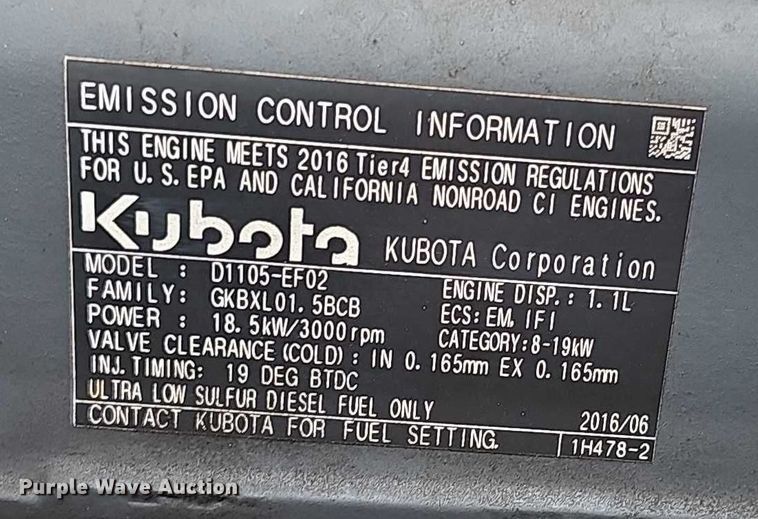 EMISSION CONTROL INFORMATION
THIS ENGINE MEETS 2016 Tier4 EMISSION REGULATIONS
FOR U.S.EPA AND CALIFORNIA NONROAD CI ENGINES.
Kubota KUBOTA Corporation
MODEL : D1105-EF02 ENGINE DISP.: 1.1L
FAMILY: GKBXL01.5BCB ECS: EM, IFI
POWER : 18.5kW/3000rpm CATEGORY:8-19kW
VALVE CLEARANCE(COLD): IN 0.165mm EX 0.165mm
INJ.TIMING: 19 DEG BTDC
ULTRA LOW SULFUR DIESEL FUEL ONLY 2016/06
CONTACT KUBOTA FOR FUEL SETTING. 1H478-2
Purple Wave Auction